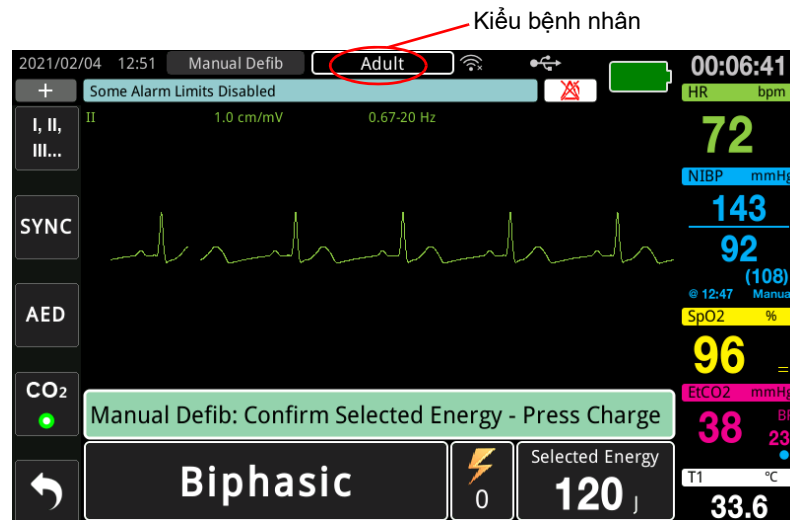 Kiểu bệnh nhân
2021/02/04 12:51 Manual Defib Adult 00:06:41
+ Some Alarm Limits Disabled HR bpm
I, II,
III...
II 1.0 cm/mV 0.67-20 Hz
72
NIBP mmHg
143
92
(108)
@ 12:47 Manua
SYNC
AED
SpO2 %
96
CO2
EtCO2 mmHg
38
23
Manual Defib: Confirm Selected Energy - Press Charge
Biphasic
0
Selected Energy
120 J
T1 °C
33.6